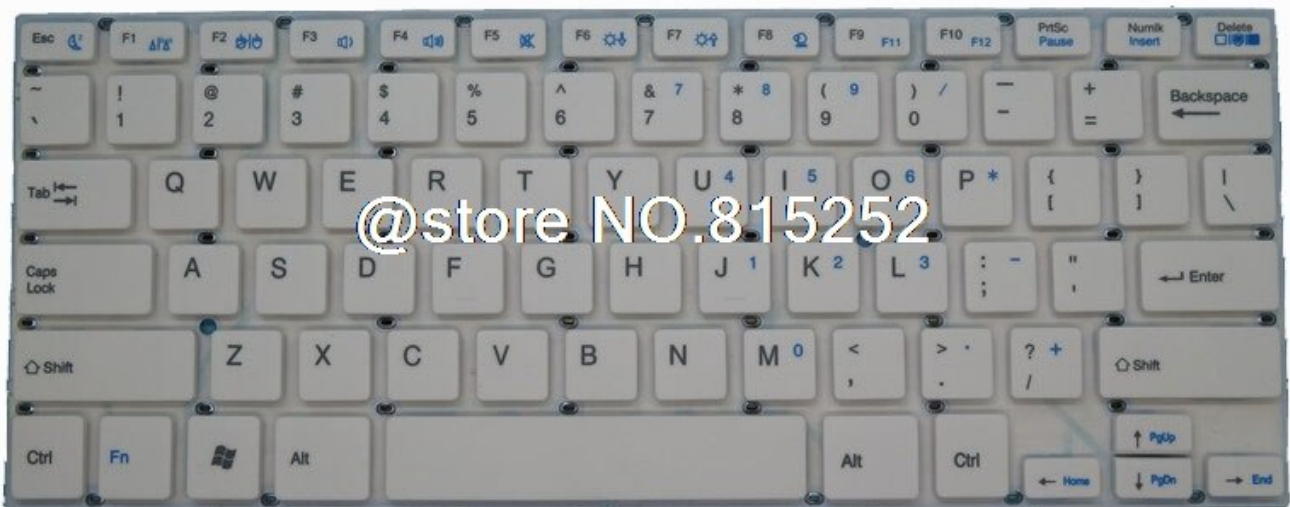 Esc F1 F2 F3 F4 F5 F6 F7 F8 F9 F11 F10 F12 PrtSc Pause Numlk Insert Delete
~ ` ! 1 @ 2 # 3 $ 4 % 5 ^ 6 & 7 7 * 8 8 ( 9 9 ) / 0 — - + = Backspace
Tab Q W E R T Y U 4 I 5 O 6 P * { [ } ] | \
@store NO.815252
Caps Lock A S D F G H J 1 K 2 L 3 : - ; " ' Enter
Shift Z X C V B N M 0 < , > . . ? + / Shift
Ctrl Fn Alt Alt Ctrl ↑ PgUp
← Home ↓ PgDn → End